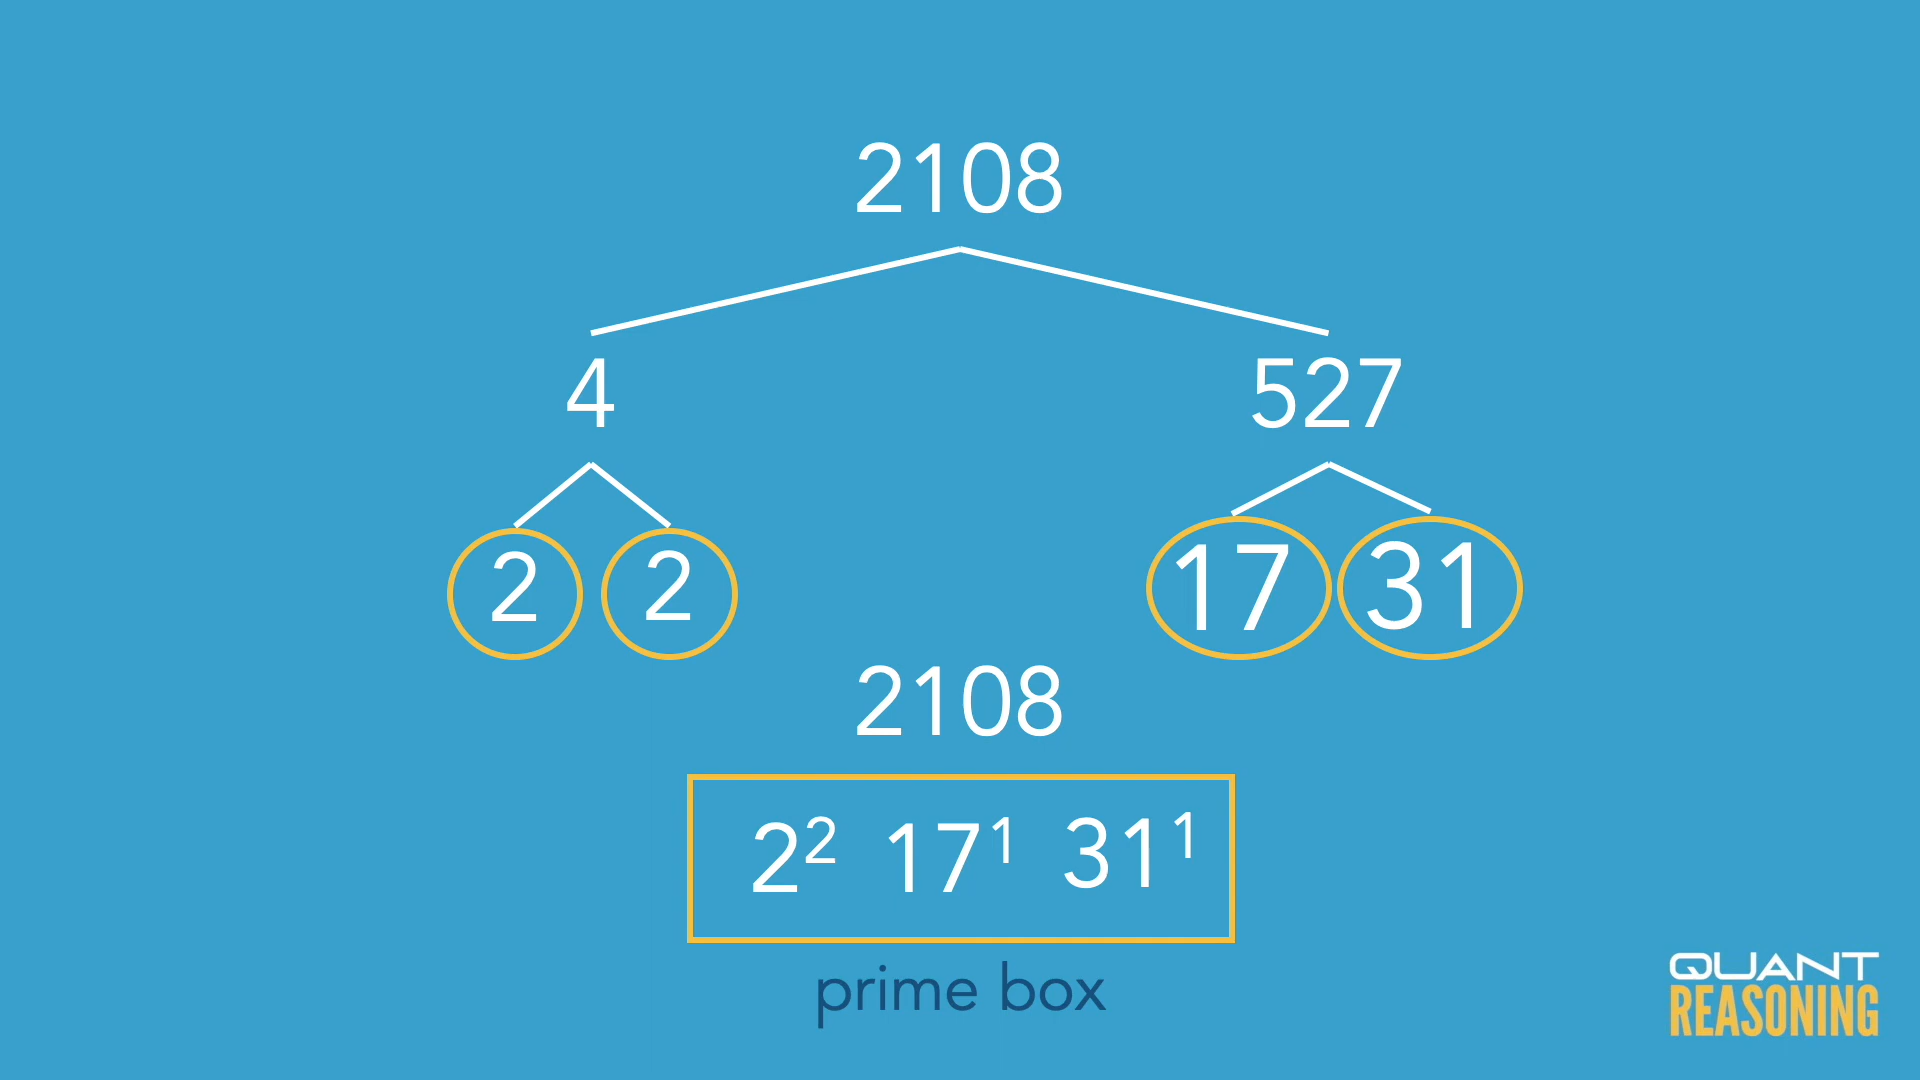 2108
4 527
2 2 17 31
2108
2² 17¹ 31¹
prime box
QUANT
REASONING